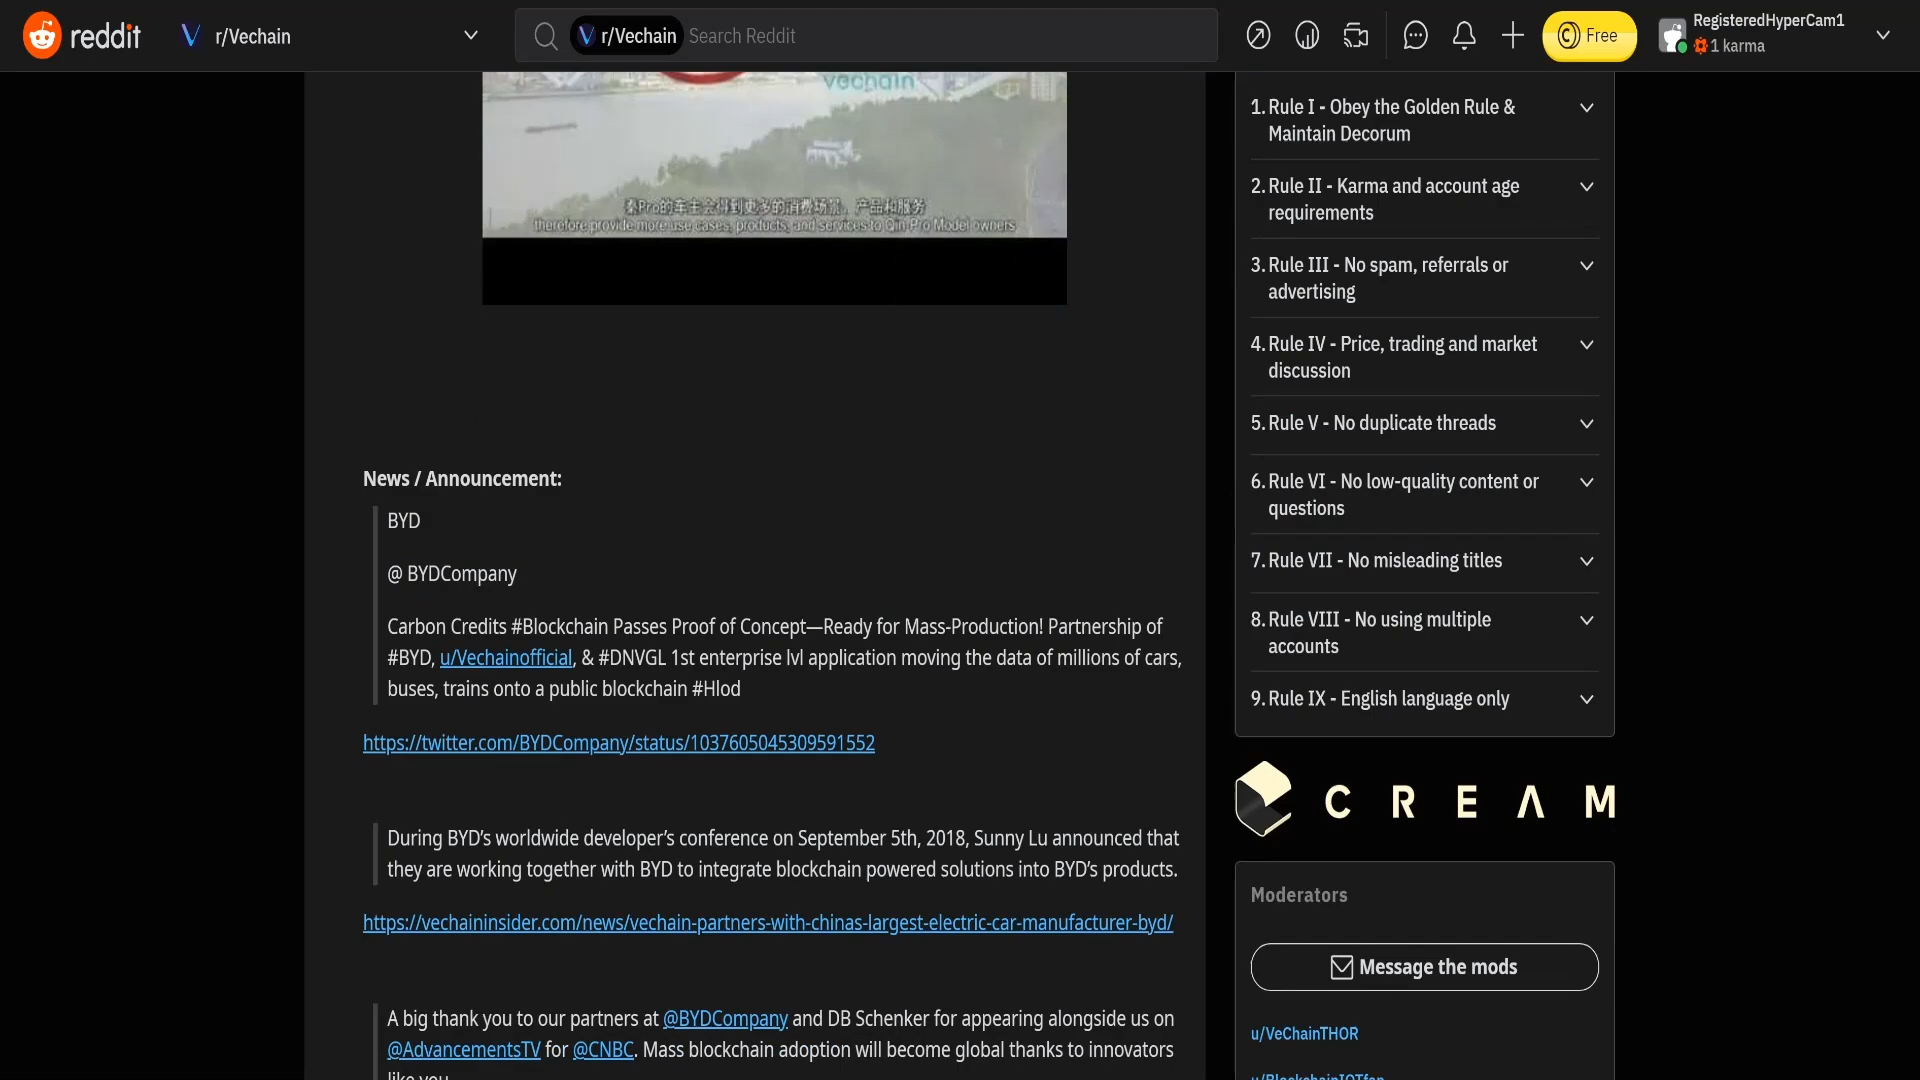 reddit
r/Vechain
r/Vechain Search Reddit
Free
RegisteredHyperCam1
1 karma
vechain
秦Pro的车主会得到更多的消费场景、产品和服务
therefore provide more use cases, products, and services to Qin Pro Model owners
News / Announcement:
BYD
@ BYDCompany
Carbon Credits #Blockchain Passes Proof of Concept—Ready for Mass-Production! Partnership of
#BYD, u/Vechainofficial, & #DNVGL 1st enterprise lvl application moving the data of millions of cars,
buses, trains onto a public blockchain #Hlod
https://twitter.com/BYDCompany/status/1037605045309591552
During BYD’s worldwide developer’s conference on September 5th, 2018, Sunny Lu announced that
they are working together with BYD to integrate blockchain powered solutions into BYD’s products.
https://vechaininsider.com/news/vechain-partners-with-chinas-largest-electric-car-manufacturer-byd/
A big thank you to our partners at @BYDCompany and DB Schenker for appearing alongside us on
@AdvancementsTV for @CNBC. Mass blockchain adoption will become global thanks to innovators
like you
1. Rule I - Obey the Golden Rule &
Maintain Decorum
2. Rule II - Karma and account age
requirements
3. Rule III - No spam, referrals or
advertising
4. Rule IV - Price, trading and market
discussion
5. Rule V - No duplicate threads
6. Rule VI - No low-quality content or
questions
7. Rule VII - No misleading titles
8. Rule VIII - No using multiple
accounts
9. Rule IX - English language only
CREAM
Moderators
Message the mods
u/VeChainTHOR
u/BlockchainIOTfan